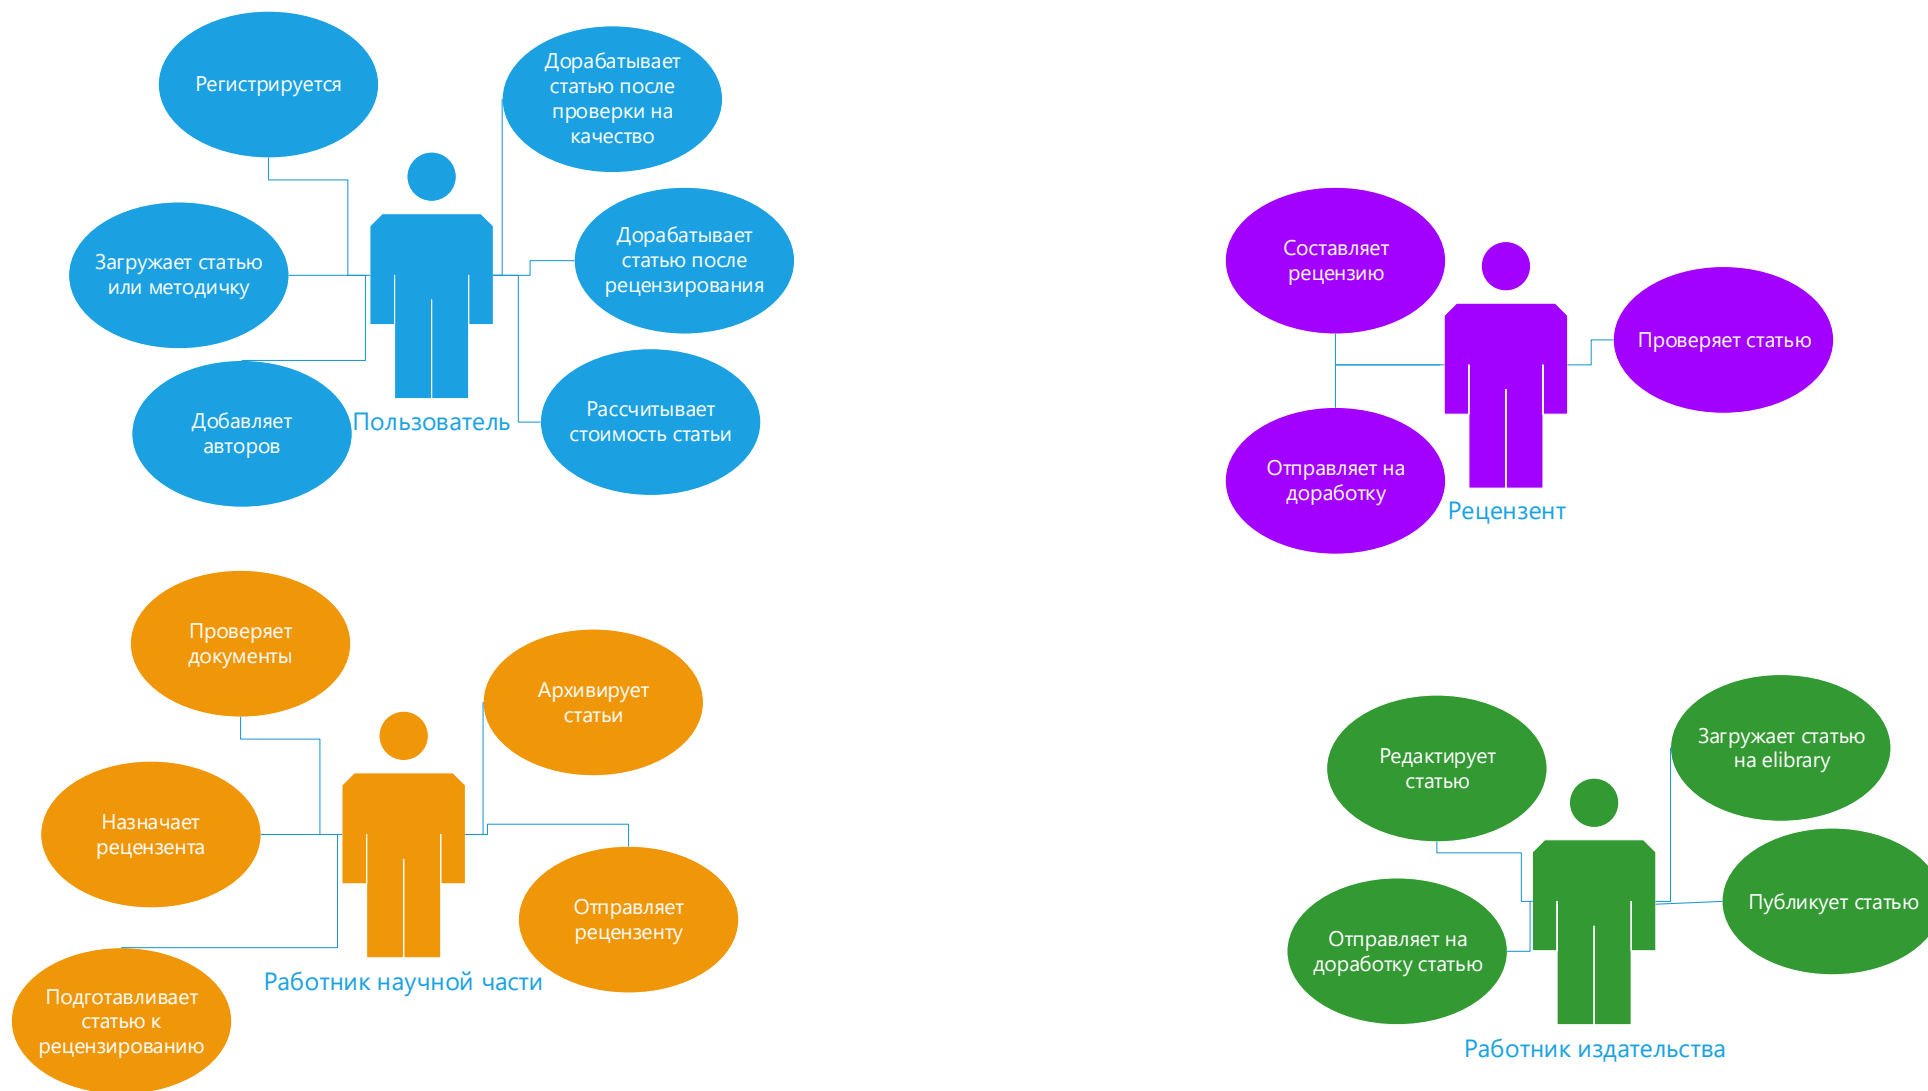 Регистрируется
Дорабатывает
статью после
проверки на
качество
Загружает статью
или методичку
Дорабатывает
статью после
рецензирования
Добавляет
авторов
Пользователь
Рассчитывает
стоимость статьи
Составляет
рецензию
Проверяет статью
Отправляет на
доработку
Рецензент
Проверяет
документы
Архивирует
статьи
Назначает
рецензента
Отправляет
рецензенту
Работник научной части
Подготавливает
статью к
рецензированию
Редактирует
статью
Загружает статью
на elibrary
Публикует статью
Отправляет на
доработку статью
Работник издательства